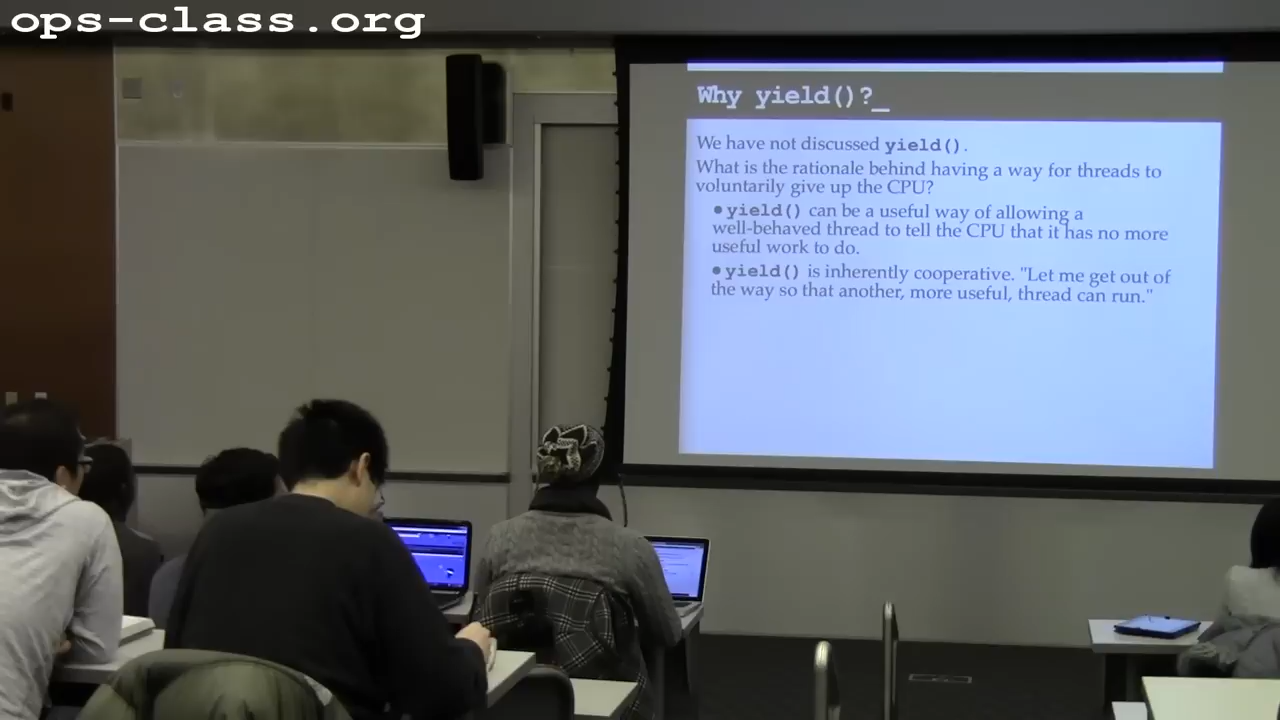 ops-class.org
Why yield()?_
We have not discussed yield().
What is the rationale behind having a way for threads to
voluntarily give up the CPU?
• yield() can be a useful way of allowing a
well-behaved thread to tell the CPU that it has no more
useful work to do.
• yield() is inherently cooperative. "Let me get out of
the way so that another, more useful, thread can run."